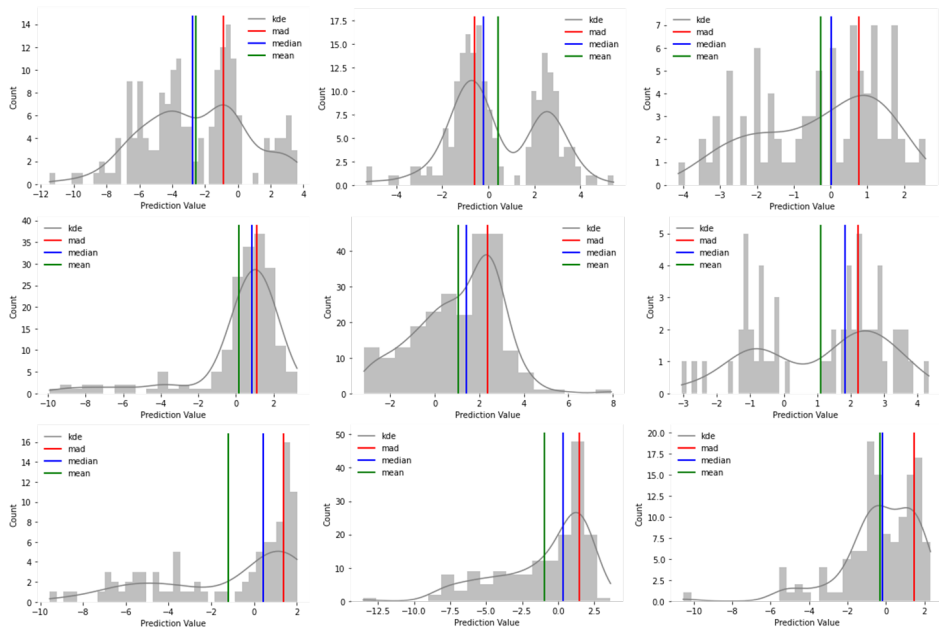 14
12
10
8
6
4
2
0
Count
kde
mad
median
mean
−12 −10 −8 −6 −4 −2 0 2 4
Prediction Value
17.5
15.0
12.5
10.0
7.5
5.0
2.5
0.0
Count
kde
mad
median
mean
−4 −2 0 2 4
Prediction Value
7
6
5
4
3
2
1
0
Count
kde
mad
median
mean
−4 −3 −2 −1 0 1 2
Prediction Value
40
35
30
25
20
15
10
5
0
Count
kde
mad
median
mean
−10 −8 −6 −4 −2 0 2
Prediction Value
40
30
20
10
0
Count
kde
mad
median
mean
−2 0 2 4 6 8
Prediction Value
5
4
3
2
1
0
Count
kde
mad
median
mean
−3 −2 −1 0 1 2 3 4
Prediction Value
16
14
12
10
8
6
4
2
0
Count
kde
mad
median
mean
−10 −8 −6 −4 −2 0 2
Prediction Value
50
40
30
20
10
0
Count
kde
mad
median
mean
−12.5 −10.0 −7.5 −5.0 −2.5 0.0 2.5
Prediction Value
20.0
17.5
15.0
12.5
10.0
7.5
5.0
2.5
0.0
Count
kde
mad
median
mean
−10 −8 −6 −4 −2 0 2
Prediction Value